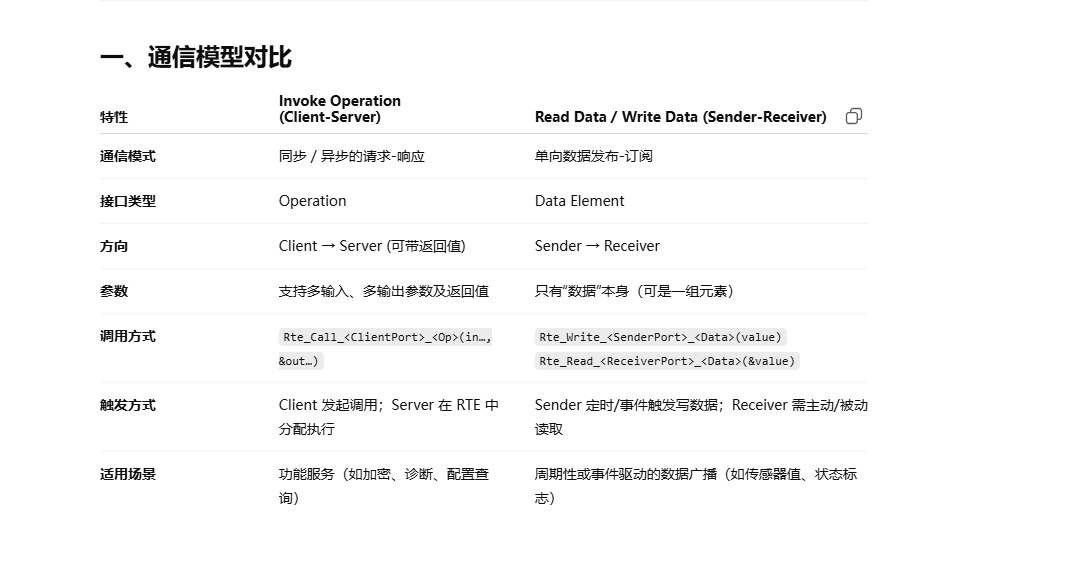 一、通信模型对比
特性
Invoke Operation
(Client-Server)
Read Data / Write Data (Sender-Receiver)
通信模式
同步 / 异步的请求-响应
单向数据发布-订阅
接口类型
Operation
Data Element
方向
Client → Server (可带返回值)
Sender → Receiver
参数
支持多输入、多输出参数及返回值
只有“数据”本身（可是一组元素）
调用方式
Rte_Call_<ClientPort>_<Op>(in…,
&out…)
Rte_Write_<SenderPort>_<Data>(value)
Rte_Read_<ReceiverPort>_<Data>(&value)
触发方式
Client 发起调用；Server 在 RTE 中
分配执行
Sender 定时/事件触发写数据；Receiver 需主动/被动
读取
适用场景
功能服务（如加密、诊断、配置查
询）
周期性或事件驱动的数据广播（如传感器值、状态标
志）